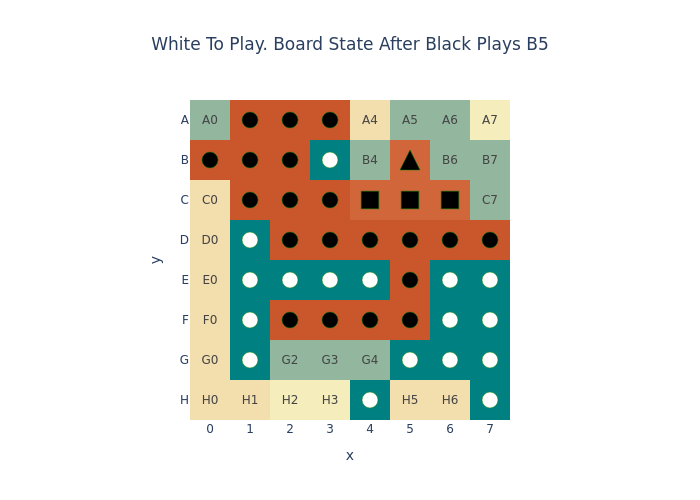 White To Play. Board State After Black Plays B5
A A0 A4 A5 A6 A7
B B4 B6 B7
C C0 C7
D D0
E E0
F F0
G G0 G2 G3 G4
H H0 H1 H2 H3 H5 H6
0 1 2 3 4 5 6 7
x
y